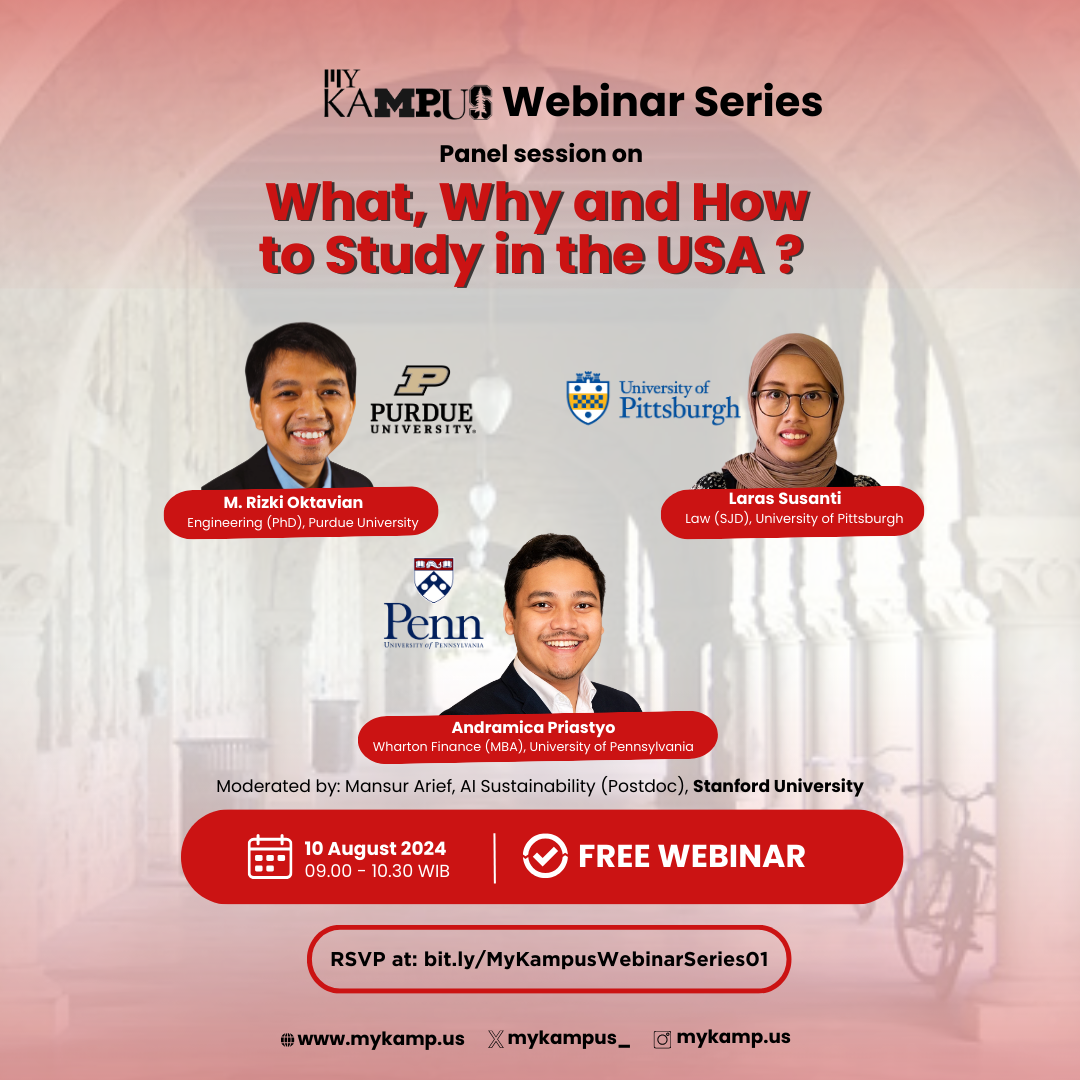 MY
KAMP.US Webinar Series
Panel session on
What, Why and How
to Study in the USA ?
P
PURDUE
UNIVERSITY®
University of
Pittsburgh
M. Rizki Oktavian
Engineering (PhD), Purdue University
Laras Susanti
Law (SJD), University of Pittsburgh
Penn
UNIVERSITY of PENNSYLVANIA
Andramica Priastyo
Wharton Finance (MBA), University of Pennsylvania
Moderated by: Mansur Arief, AI Sustainability (Postdoc), Stanford University
10 August 2024
09.00 - 10.30 WIB
FREE WEBINAR
RSVP at: bit.ly/MyKampusWebinarSeries01
www.mykamp.us
mykampus_
mykamp.us